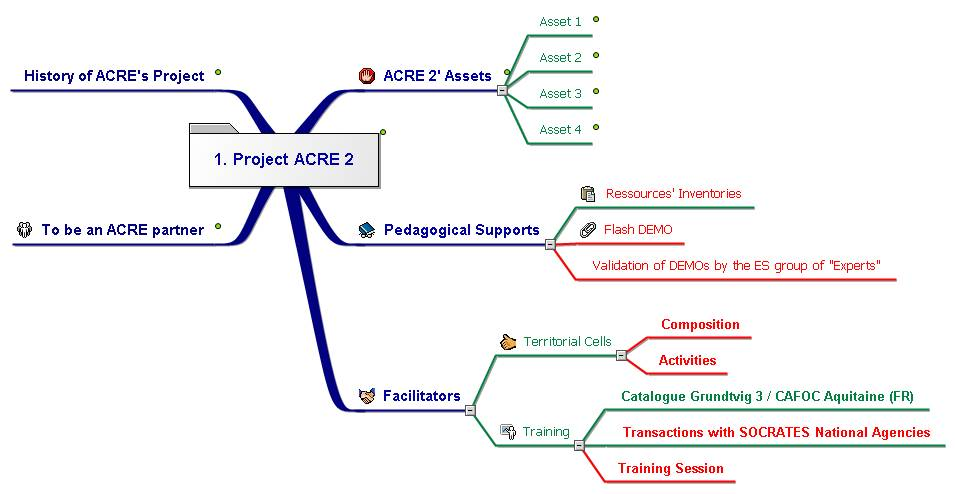 1. Project ACRE 2
History of ACRE's Project
To be an ACRE partner
ACRE 2' Assets
Asset 1
Asset 2
Asset 3
Asset 4
Pedagogical Supports
Ressources' Inventories
Flash DEMO
Validation of DEMOs by the ES group of "Experts"
Facilitators
Territorial Cells
Composition
Activities
Training
Catalogue Grundtvig 3 / CAFOC Aquitaine (FR)
Transactions with SOCRATES National Agencies
Training Session